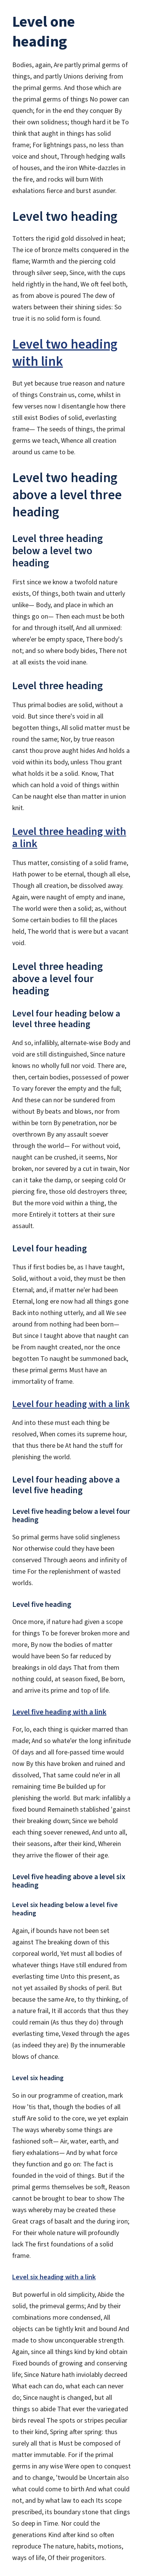 Level one
heading
Bodies, again, Are partly primal germs of
things, and partly Unions deriving from
the primal germs. And those which are
the primal germs of things No power can
quench; for in the end they conquer By
their own solidness; though hard it be To
think that aught in things has solid
frame; For lightnings pass, no less than
voice and shout, Through hedging walls
of houses, and the iron White-dazzles in
the fire, and rocks will burn With
exhalations fierce and burst asunder.
Level two heading
Totters the rigid gold dissolved in heat;
The ice of bronze melts conquered in the
flame; Warmth and the piercing cold
through silver seep, Since, with the cups
held rightly in the hand, We oft feel both,
as from above is poured The dew of
waters between their shining sides: So
true it is no solid form is found.
Level two heading
with link
But yet because true reason and nature
of things Constrain us, come, whilst in
few verses now I disentangle how there
still exist Bodies of solid, everlasting
frame— The seeds of things, the primal
germs we teach, Whence all creation
around us came to be.
Level two heading
above a level three
heading
Level three heading
below a level two
heading
First since we know a twofold nature
exists, Of things, both twain and utterly
unlike— Body, and place in which an
things go on— Then each must be both
for and through itself, And all unmixed:
where'er be empty space, There body's
not; and so where body bides, There not
at all exists the void inane.
Level three heading
Thus primal bodies are solid, without a
void. But since there's void in all
begotten things, All solid matter must be
round the same; Nor, by true reason
canst thou prove aught hides And holds a
void within its body, unless Thou grant
what holds it be a solid. Know, That
which can hold a void of things within
Can be naught else than matter in union
knit.
Level three heading with
a link
Thus matter, consisting of a solid frame,
Hath power to be eternal, though all else,
Though all creation, be dissolved away.
Again, were naught of empty and inane,
The world were then a solid; as, without
Some certain bodies to fill the places
held, The world that is were but a vacant
void.
Level three heading
above a level four
heading
Level four heading below a
level three heading
And so, infallibly, alternate-wise Body and
void are still distinguished, Since nature
knows no wholly full nor void. There are,
then, certain bodies, possessed of power
To vary forever the empty and the full;
And these can nor be sundered from
without By beats and blows, nor from
within be torn By penetration, nor be
overthrown By any assault soever
through the world— For without void,
naught can be crushed, it seems, Nor
broken, nor severed by a cut in twain, Nor
can it take the damp, or seeping cold Or
piercing fire, those old destroyers three;
But the more void within a thing, the
more Entirely it totters at their sure
assault.
Level four heading
Thus if first bodies be, as I have taught,
Solid, without a void, they must be then
Eternal; and, if matter ne'er had been
Eternal, long ere now had all things gone
Back into nothing utterly, and all We see
around from nothing had been born—
But since I taught above that naught can
be From naught created, nor the once
begotten To naught be summoned back,
these primal germs Must have an
immortality of frame.
Level four heading with a link
And into these must each thing be
resolved, When comes its supreme hour,
that thus there be At hand the stuff for
plenishing the world.
Level four heading above a
level five heading
Level five heading below a level four
heading
So primal germs have solid singleness
Nor otherwise could they have been
conserved Through aeons and infinity of
time For the replenishment of wasted
worlds.
Level five heading
Once more, if nature had given a scope
for things To be forever broken more and
more, By now the bodies of matter
would have been So far reduced by
breakings in old days That from them
nothing could, at season fixed, Be born,
and arrive its prime and top of life.
Level five heading with a link
For, lo, each thing is quicker marred than
made; And so whate'er the long infinitude
Of days and all fore-passed time would
now By this have broken and ruined and
dissolved, That same could ne'er in all
remaining time Be builded up for
plenishing the world. But mark: infallibly a
fixed bound Remaineth stablished 'gainst
their breaking down; Since we behold
each thing soever renewed, And unto all,
their seasons, after their kind, Wherein
they arrive the flower of their age.
Level five heading above a level six
heading
Level six heading below a level five
heading
Again, if bounds have not been set
against The breaking down of this
corporeal world, Yet must all bodies of
whatever things Have still endured from
everlasting time Unto this present, as
not yet assailed By shocks of peril. But
because the same Are, to thy thinking, of
a nature frail, It ill accords that thus they
could remain (As thus they do) through
everlasting time, Vexed through the ages
(as indeed they are) By the innumerable
blows of chance.
Level six heading
So in our programme of creation, mark
How 'tis that, though the bodies of all
stuff Are solid to the core, we yet explain
The ways whereby some things are
fashioned soft— Air, water, earth, and
fiery exhalations— And by what force
they function and go on: The fact is
founded in the void of things. But if the
primal germs themselves be soft, Reason
cannot be brought to bear to show The
ways whereby may be created these
Great crags of basalt and the during iron;
For their whole nature will profoundly
lack The first foundations of a solid
frame.
Level six heading with a link
But powerful in old simplicity, Abide the
solid, the primeval germs; And by their
combinations more condensed, All
objects can be tightly knit and bound And
made to show unconquerable strength.
Again, since all things kind by kind obtain
Fixed bounds of growing and conserving
life; Since Nature hath inviolably decreed
What each can do, what each can never
do; Since naught is changed, but all
things so abide That ever the variegated
birds reveal The spots or stripes peculiar
to their kind, Spring after spring: thus
surely all that is Must be composed of
matter immutable. For if the primal
germs in any wise Were open to conquest
and to change, 'twould be Uncertain also
what could come to birth And what could
not, and by what law to each Its scope
prescribed, its boundary stone that clings
So deep in Time. Nor could the
generations Kind after kind so often
reproduce The nature, habits, motions,
ways of life, Of their progenitors.